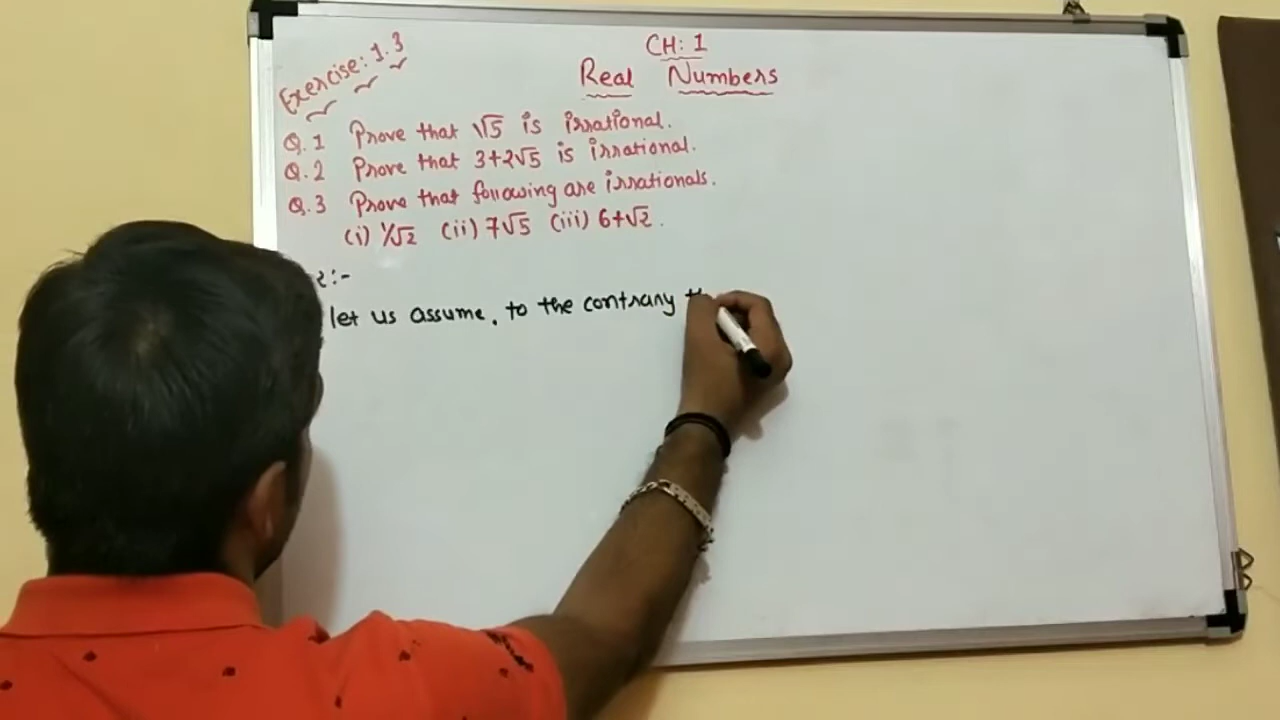 CH: 1
Exercise: 1.3
Real Numbers
Q.1 Prove that √5 is irrational.
Q.2 Prove that 3+2√5 is irrational.
Q.3 Prove that following are irrationals.
(i) 1/√2 (ii) 7√5 (iii) 6+√2.
let us assume, to the contrary